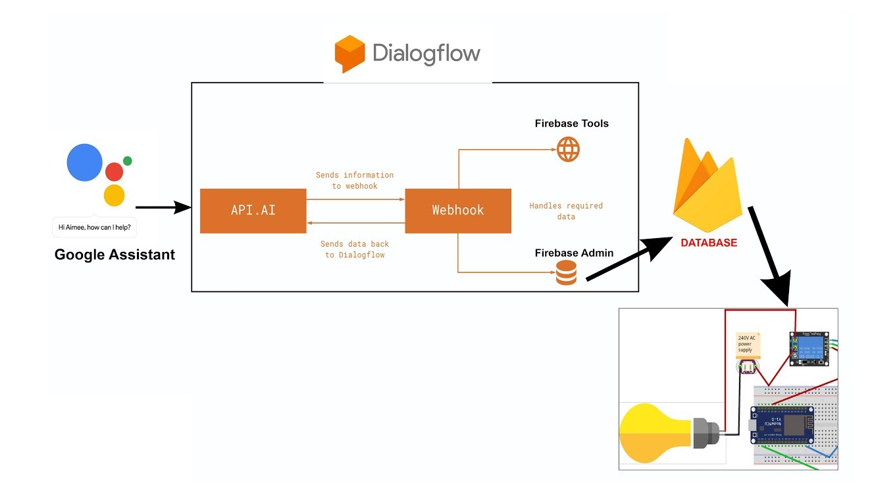 Dialogflow
Firebase Tools
Sends information
to webhook
API.AI
Webhook
Handles required
data
Sends data back
to Dialogflow
Firebase Admin
Hi Aimee, how can I help?
Google Assistant
DATABASE
240V AC
power
supply